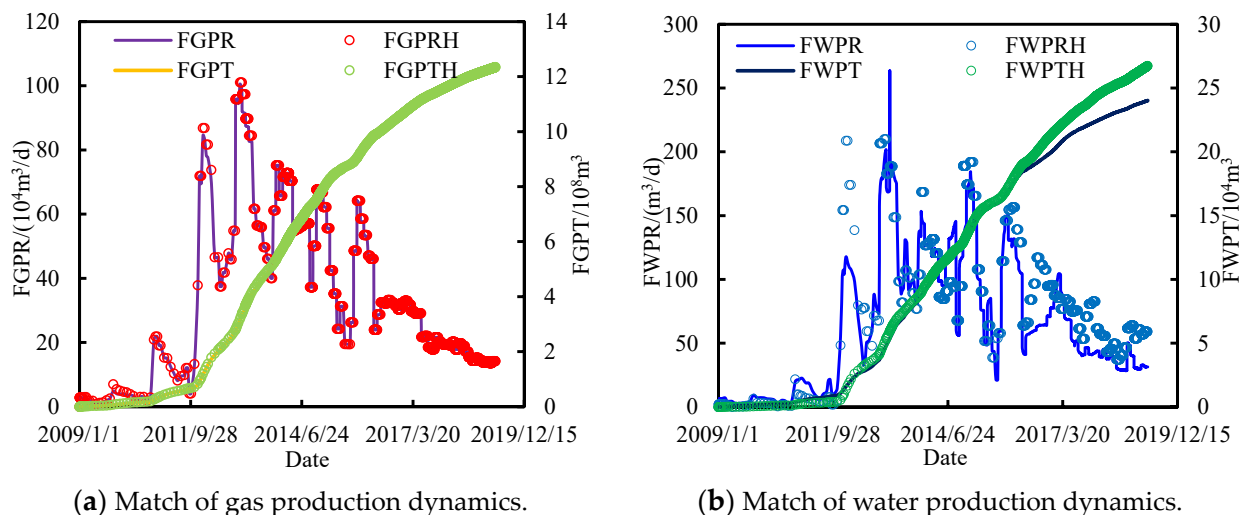 120
100
80
60
40
20
0
FGPR/(10⁴m³/d)
FGPR
FGPT
FGPRH
FGPTH
14
12
10
8
6
4
2
0
FGPT/10⁸m³
2009/1/1 2011/9/28 2014/6/24 2017/3/20 2019/12/15
Date
(a) Match of gas production dynamics.
300
250
200
150
100
50
0
FWPR/(m³/d)
FWPR
FWPT
FWPRH
FWPTH
30
25
20
15
10
5
0
FWPT/10⁴m³
2009/1/1 2011/9/28 2014/6/24 2017/3/20 2019/12/15
Date
(b) Match of water production dynamics.